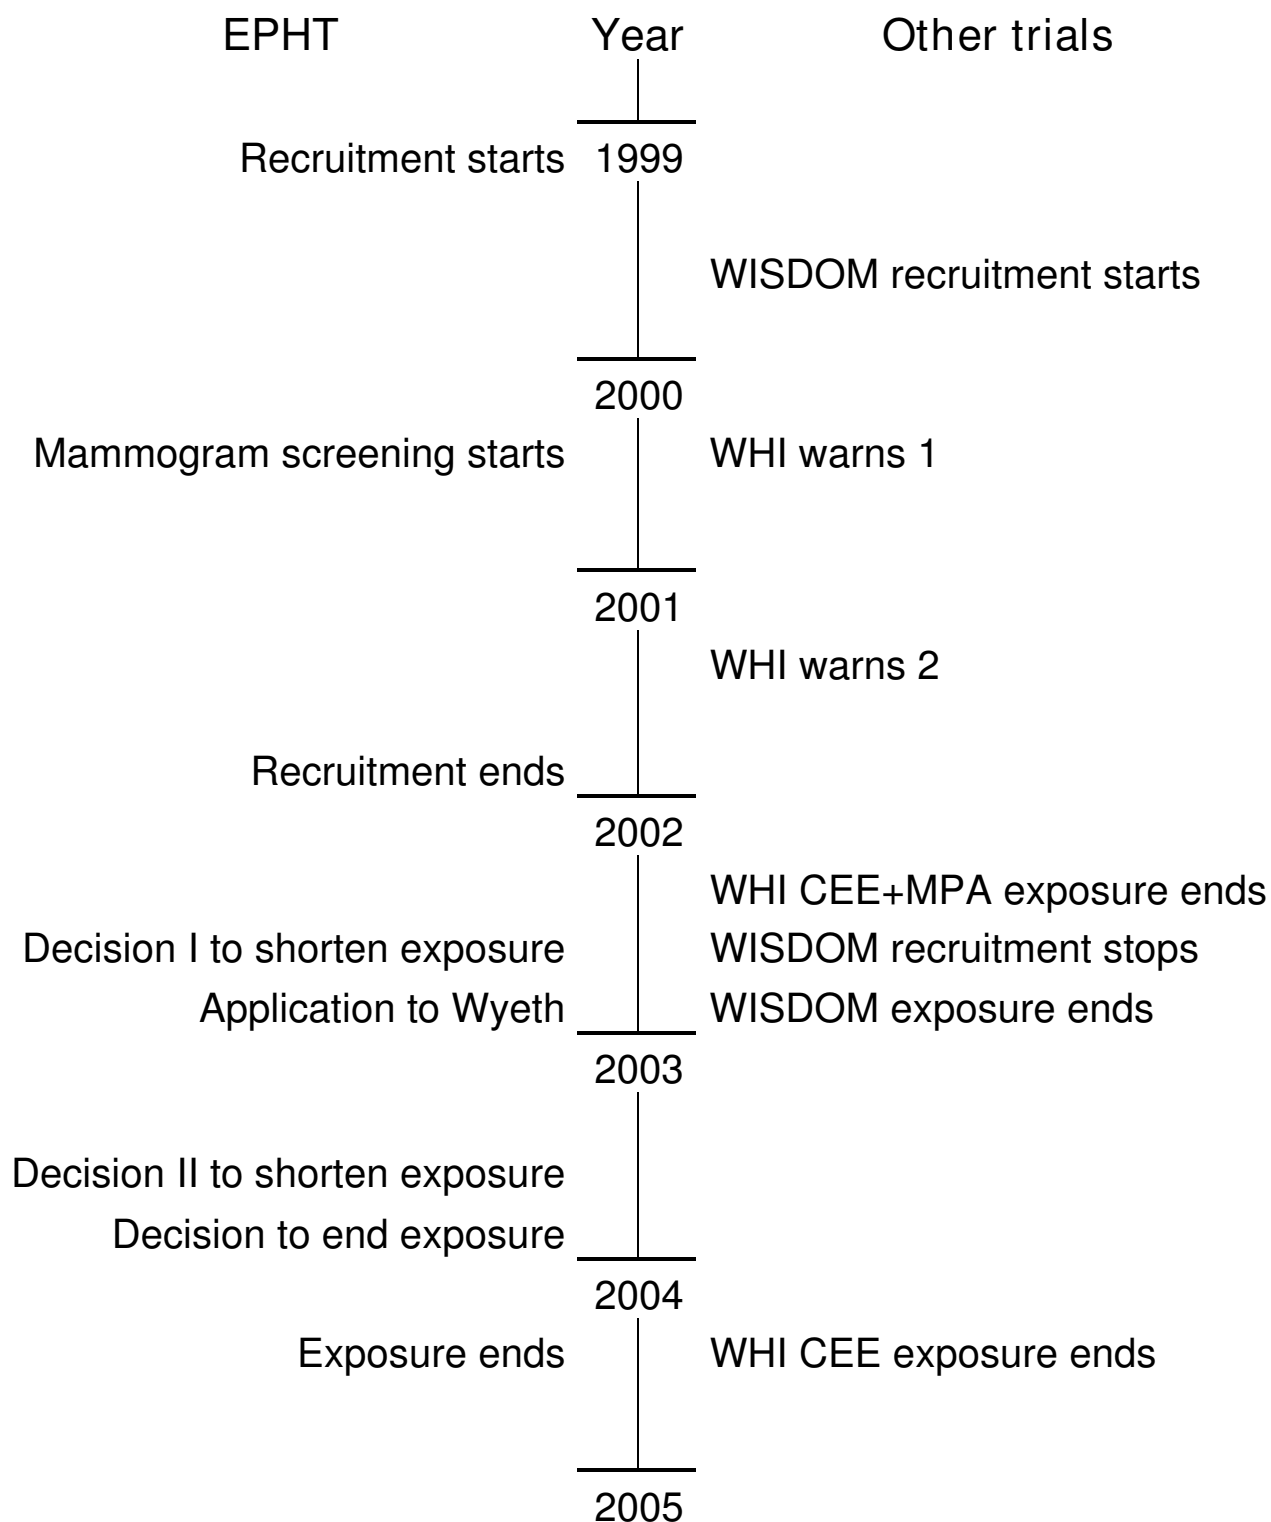 EPHT Year Other trials
Recruitment starts 1999
WISDOM recruitment starts
2000
Mammogram screening starts WHI warns 1
2001
WHI warns 2
Recruitment ends
2002
WHI CEE+MPA exposure ends
Decision I to shorten exposure WISDOM recruitment stops
Application to Wyeth WISDOM exposure ends
2003
Decision II to shorten exposure
Decision to end exposure
2004
Exposure ends WHI CEE exposure ends
2005